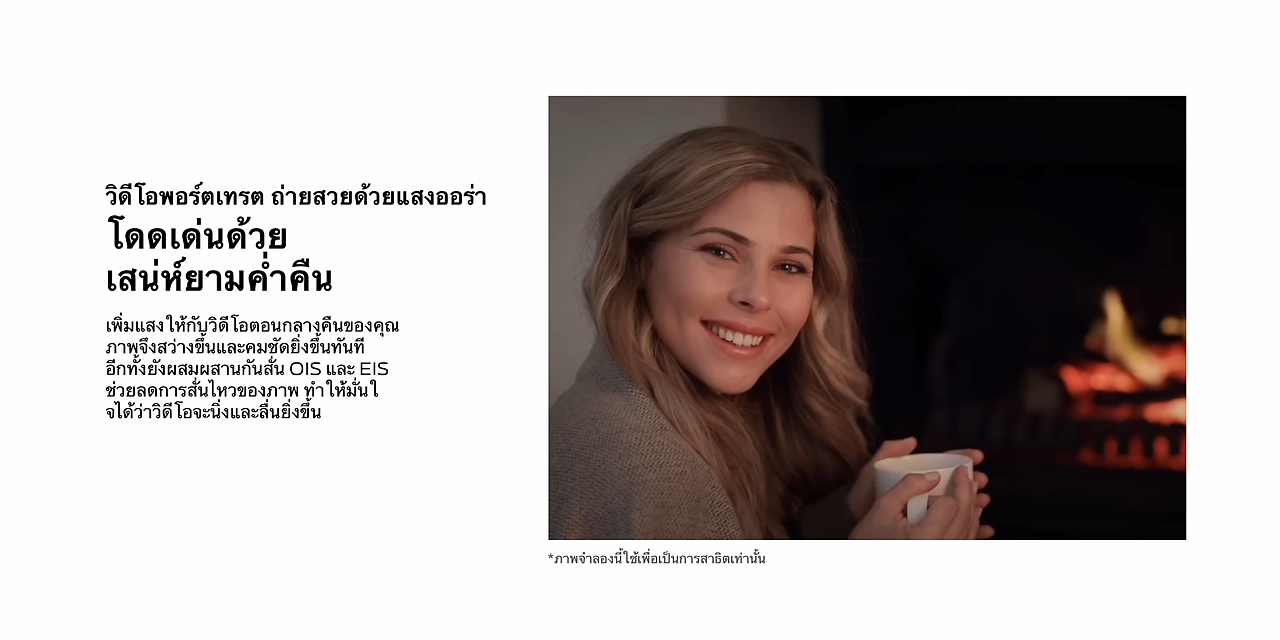 วิดีโอพอร์ตเทรต ถ่ายสวยด้วยแสงออร่า
โดดเด่นด้วย
เสน่ห์ยามค่ำคืน
เพิ่มแสงให้กับวิดีโอตอนกลางคืนของคุณ
ภาพจึงสว่างขึ้นและคมชัดยิ่งขึ้นทันที
อีกทั้งยังผสมผสานกันสั่น OIS และ EIS
ช่วยลดการสั่นไหวของภาพ ทำให้มั่นใ
จได้ว่าวิดีโอจะนิ่งและลื่นยิ่งขึ้น
*ภาพจำลองนี้ใช้เพื่อเป็นการสาธิตเท่านั้น